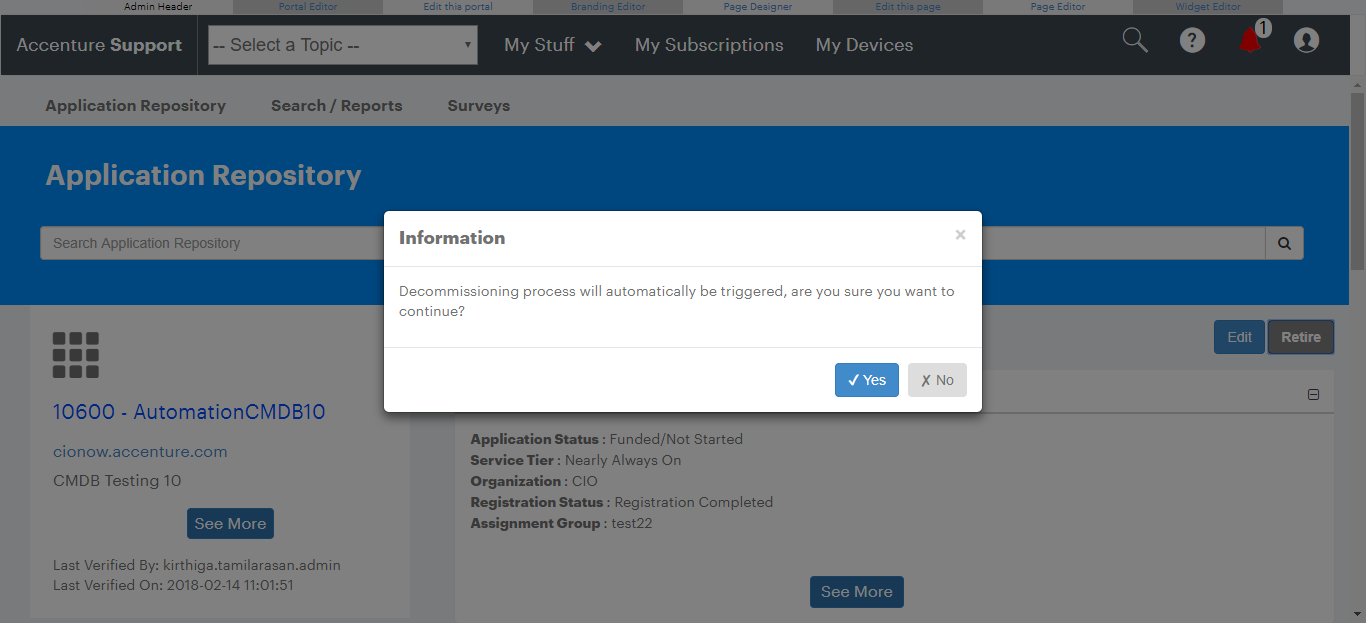 Admin Header Portal Editor Edit this portal Branding Editor Page Designer Edit this page Page Editor Widget Editor
Accenture Support -- Select a Topic -- My Stuff My Subscriptions My Devices ? 1
Application Repository Search / Reports Surveys
Application Repository
Search Application Repository
Information ×
Decommissioning process will automatically be triggered, are you sure you want to
continue?
✓ Yes ✗ No
Edit Retire
10600 - AutomationCMDB10
cionow.accenture.com
CMDB Testing 10
See More
Last Verified By: kirthiga.tamilarasan.admin
Last Verified On: 2018-02-14 11:01:51
Application Status : Funded/Not Started
Service Tier : Nearly Always On
Organization : CIO
Registration Status : Registration Completed
Assignment Group : test22
See More